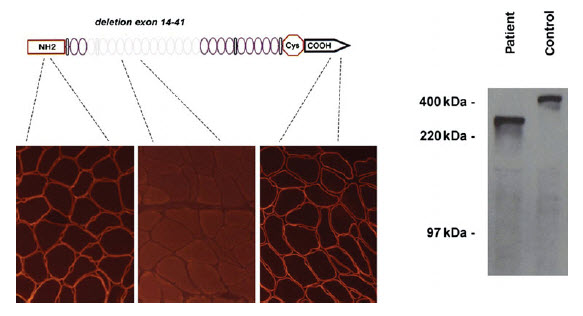 deletion exon 14-41
NH2
Cys
COOH
Patient
Control
400 kDa -
220 kDa -
97 kDa -